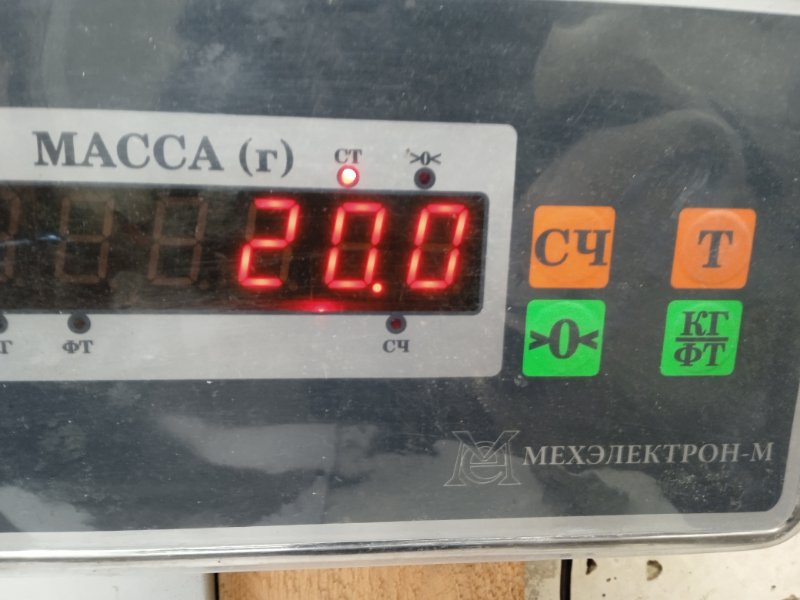 МАССА (г)
СТ
>0<
20.0
ФТ
СЧ
СЧ
Т
>0<
КГ
ФТ
МЕХЭЛЕКТРОН-М